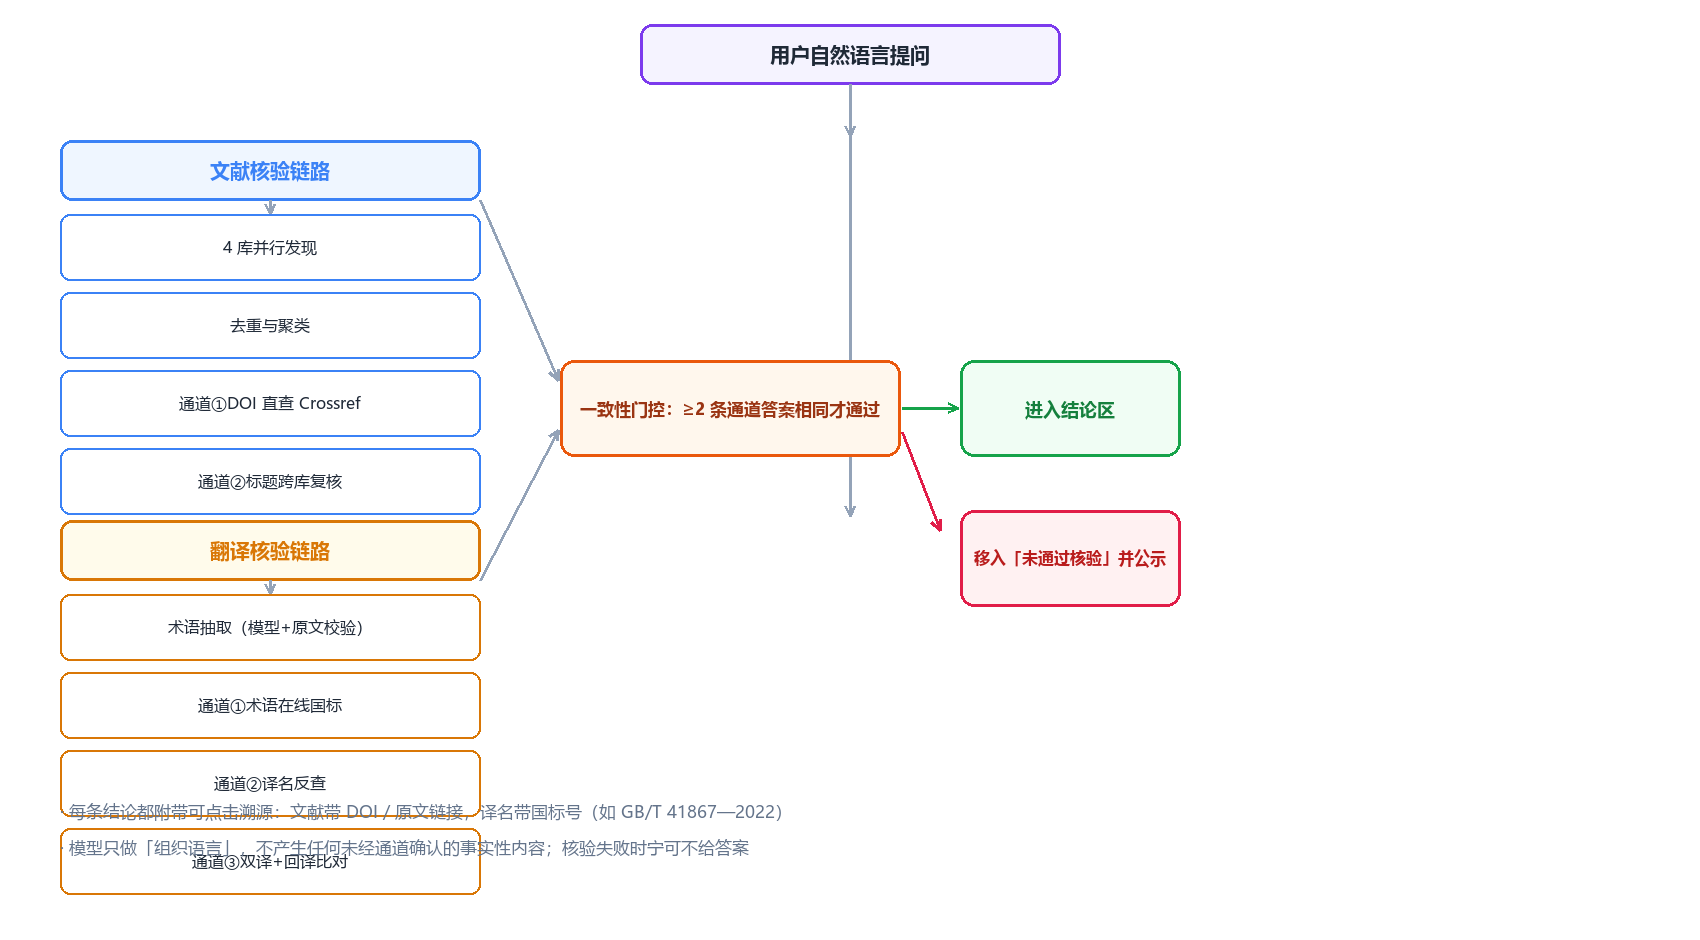 用户自然语言提问
文献核验链路
4 库并行发现
去重与聚类
通道①DOI 直查 Crossref
通道②标题跨库复核
一致性门控：≥2 条通道答案相同才通过
进入结论区
移入「未通过核验」并公示
翻译核验链路
术语抽取（模型+原文校验）
通道①术语在线国标
通道②译名反查
· 每条结论都附带可点击溯源：文献带 DOI / 原文链接，译名带国标号（如 GB/T 41867—2022）
· 模型只做「组织语言」，不产生任何未经通道确认的事实性内容；核验失败时宁可不给答案
通道③双译+回译比对